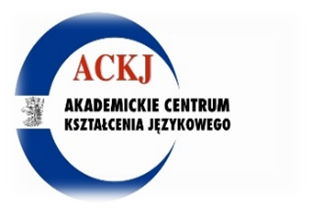 ACKJ
AKADEMICKIE CENTRUM
KSZTAŁCENIA JĘZYKOWEGO